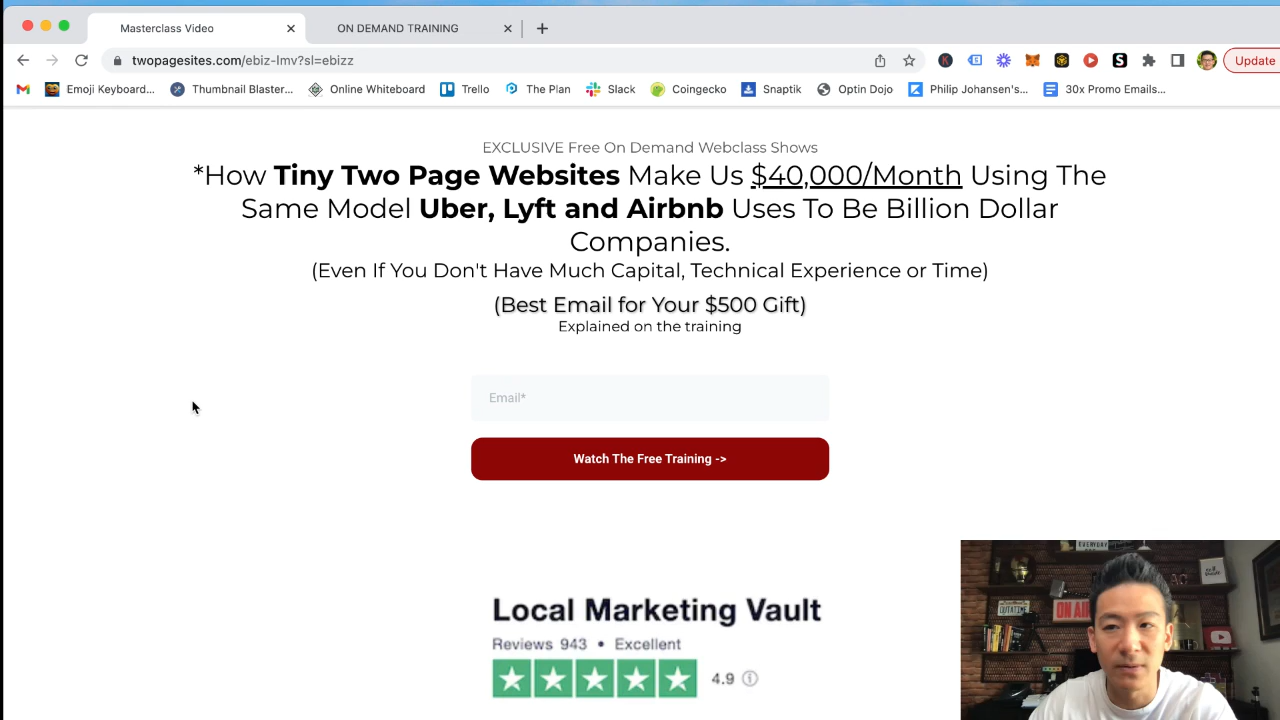 Masterclass Video
ON DEMAND TRAINING
twopagesites.com/ebiz-lmv?sl=ebizz
Update
Emoji Keyboard...
Thumbnail Blaster...
Online Whiteboard
Trello
The Plan
Slack
Coingecko
Snaptik
Optin Dojo
Philip Johansen's...
30x Promo Emails...
EXCLUSIVE Free On Demand Webclass Shows
*How Tiny Two Page Websites Make Us $40,000/Month Using The
Same Model Uber, Lyft and Airbnb Uses To Be Billion Dollar
Companies.
(Even If You Don't Have Much Capital, Technical Experience or Time)
(Best Email for Your $500 Gift)
Explained on the training
Email*
Watch The Free Training ->
Local Marketing Vault
Reviews 943 • Excellent
4.9
EVERYDAY
OUTATIME
ON AIR